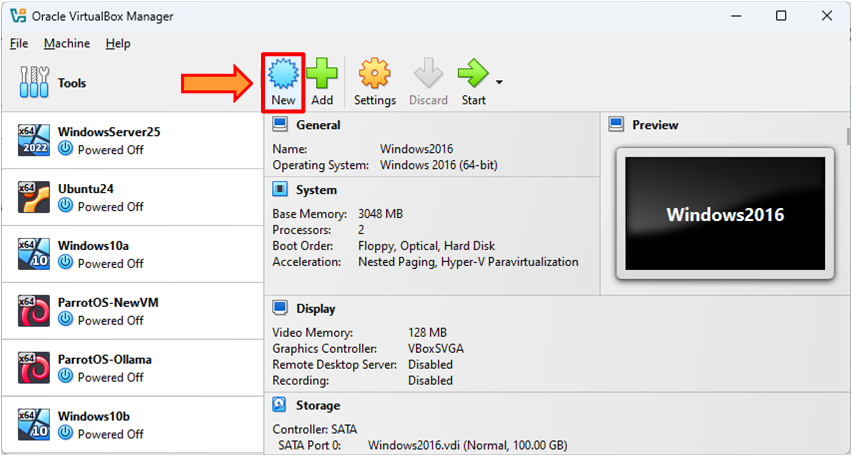 Oracle VirtualBox Manager
File Machine Help
Tools
New Add Settings Discard Start
x64 2022 WindowsServer25
Powered Off
x64 Ubuntu24
Powered Off
x64 10 Windows10a
Powered Off
x64 ParrotOS-NewVM
Powered Off
x64 ParrotOS-Ollama
Powered Off
x64 10 Windows10b
Powered Off
General
Name: Windows2016
Operating System: Windows 2016 (64-bit)
System
Base Memory: 3048 MB
Processors: 2
Boot Order: Floppy, Optical, Hard Disk
Acceleration: Nested Paging, Hyper-V Paravirtualization
Preview
Windows2016
Display
Video Memory: 128 MB
Graphics Controller: VBoxSVGA
Remote Desktop Server: Disabled
Recording: Disabled
Storage
Controller: SATA
SATA Port 0: Windows2016.vdi (Normal, 100.00 GB)